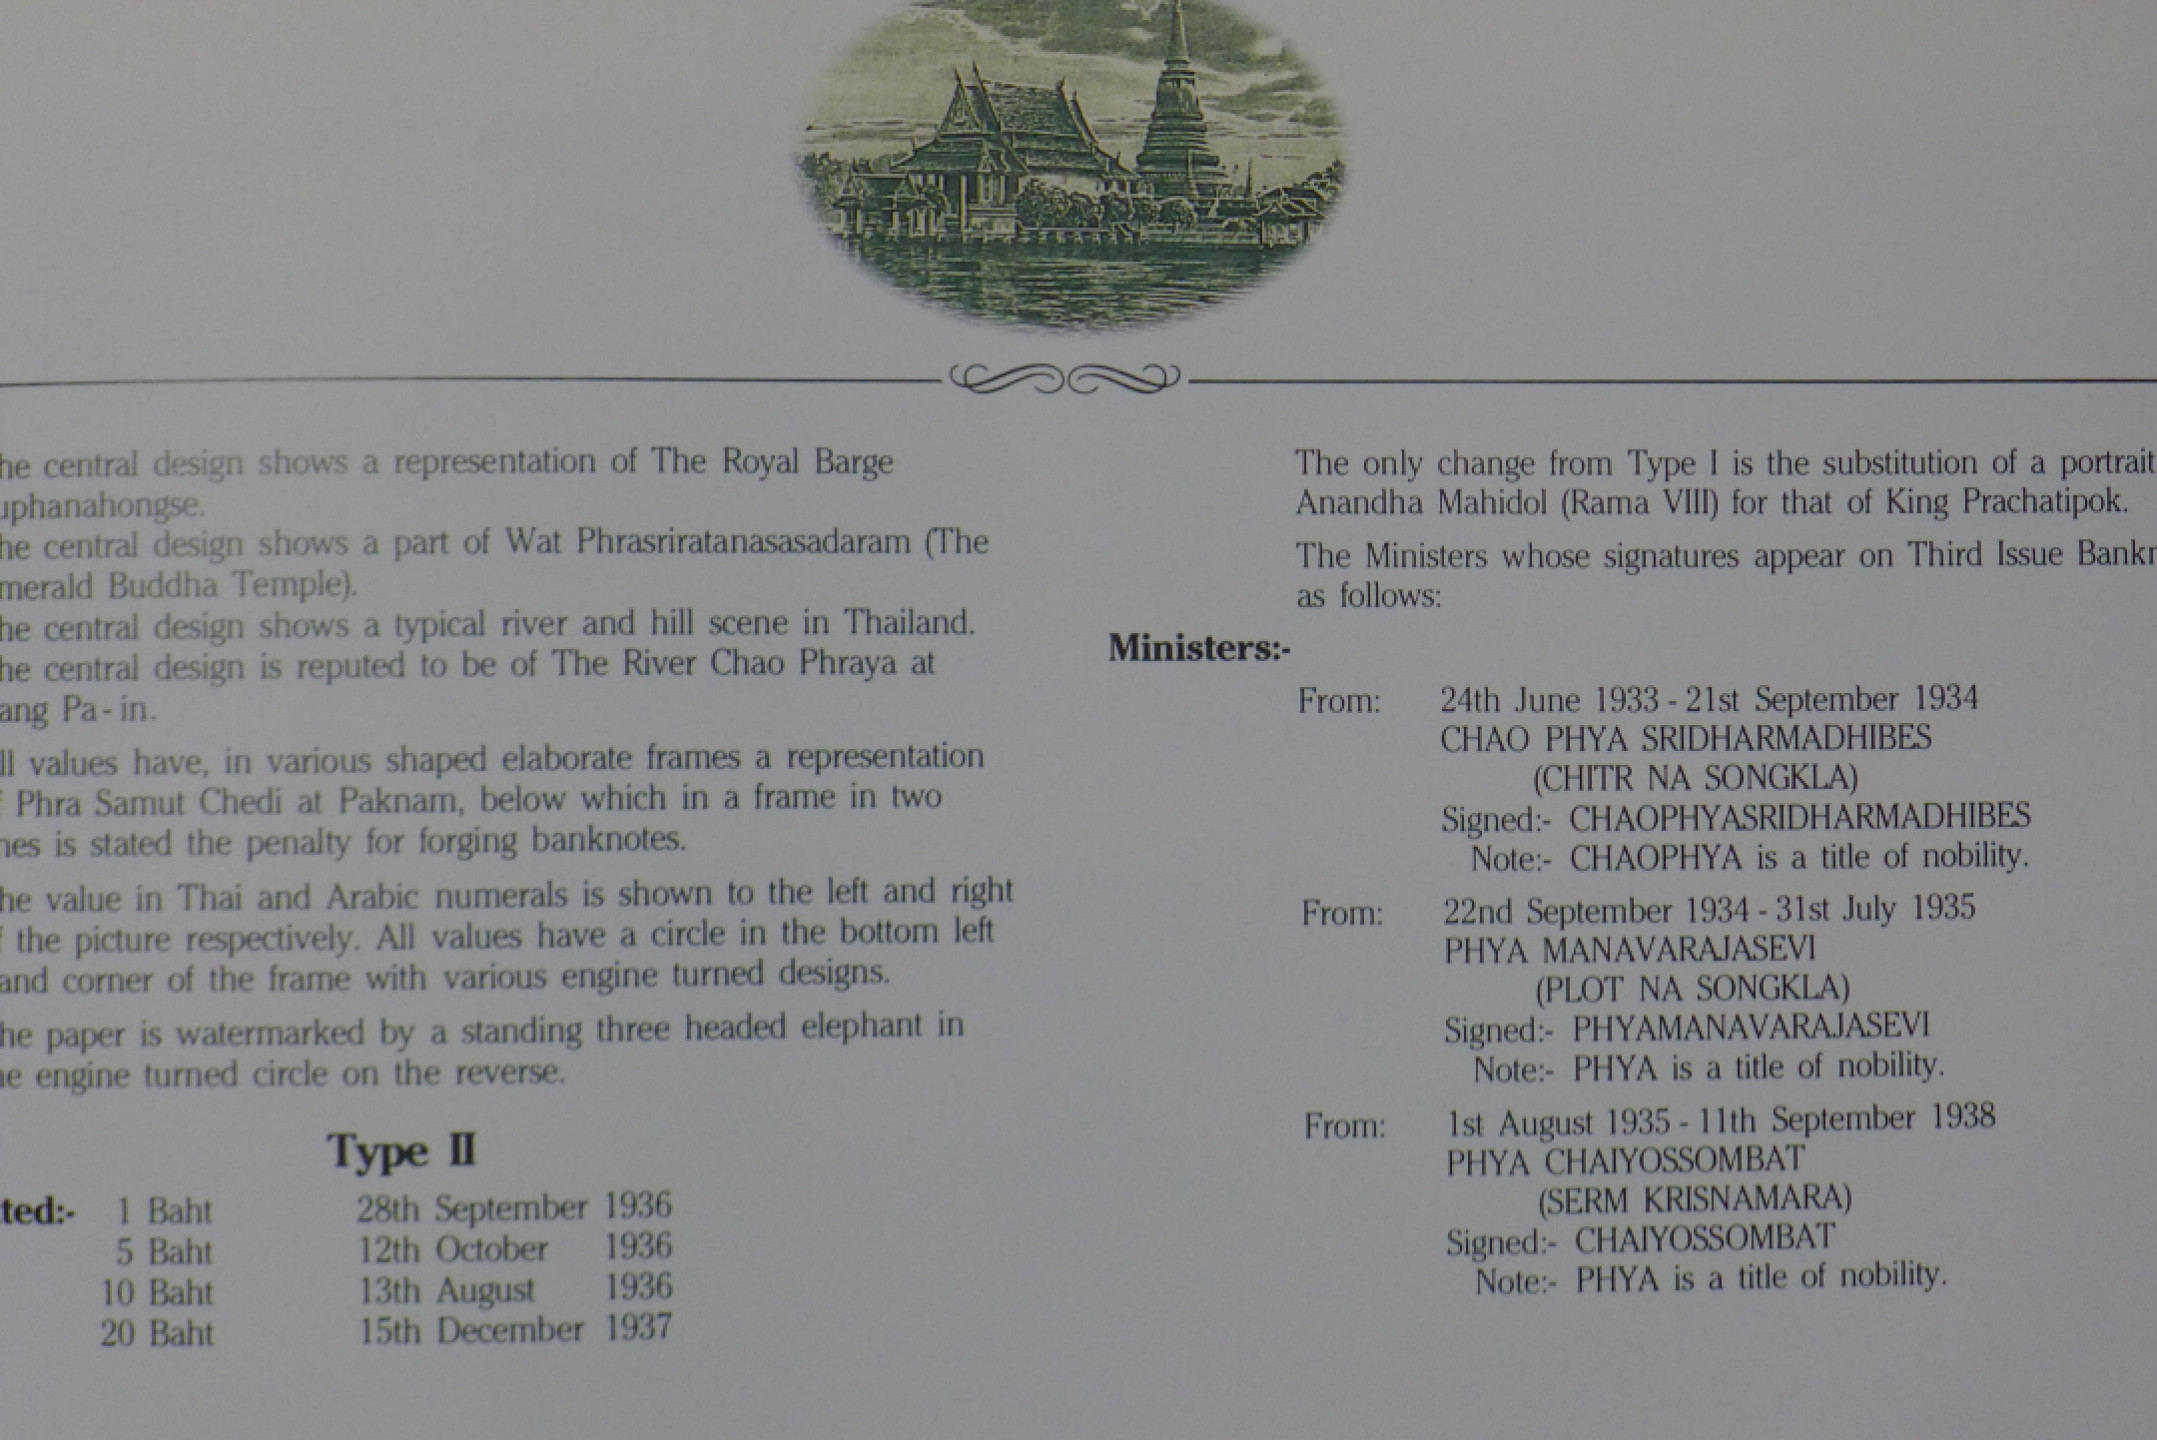 he central design shows a representation of The Royal Barge
uphanahongse.
he central design shows a part of Wat Phrasriratanasasadaram (The
merald Buddha Temple).
he central design shows a typical river and hill scene in Thailand.
he central design is reputed to be of The River Chao Phraya at
ang Pa-in.
ll values have, in various shaped elaborate frames a representation
f Phra Samut Chedi at Paknam, below which in a frame in two
nes is stated the penalty for forging banknotes.
he value in Thai and Arabic numerals is shown to the left and right
f the picture respectively. All values have a circle in the bottom left
and corner of the frame with various engine turned designs.
he paper is watermarked by a standing three headed elephant in
he engine turned circle on the reverse.
Type II
ted:- 1 Baht 28th September 1936
5 Baht 12th October 1936
10 Baht 13th August 1936
20 Baht 15th December 1937
The only change from Type I is the substitution of a portrait
Anandha Mahidol (Rama VIII) for that of King Prachatipok.
The Ministers whose signatures appear on Third Issue Bankn
as follows:
Ministers:-
From: 24th June 1933 - 21st September 1934
CHAO PHYA SRIDHARMADHIBES
(CHITR NA SONGKLA)
Signed:- CHAOPHYASRIDHARMADHIBES
Note:- CHAOPHYA is a title of nobility.
From: 22nd September 1934 - 31st July 1935
PHYA MANAVARAJASEVI
(PLOT NA SONGKLA)
Signed:- PHYAMANAVARAJASEVI
Note:- PHYA is a title of nobility.
From: 1st August 1935 - 11th September 1938
PHYA CHAIYOSSOMBAT
(SERM KRISNAMARA)
Signed:- CHAIYOSSOMBAT
Note:- PHYA is a title of nobility.